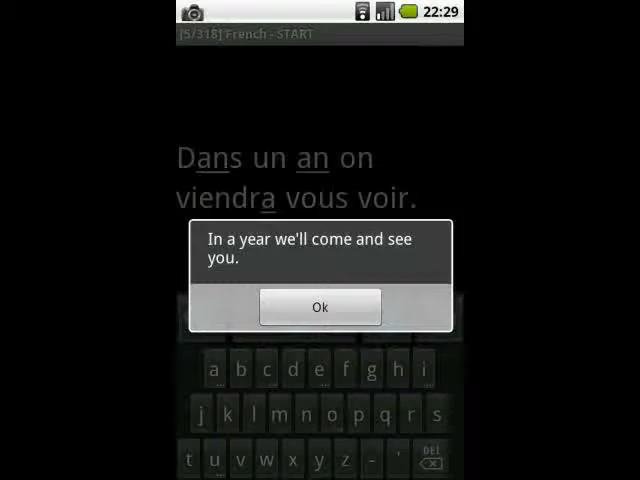 22:29
[5/318] French - START
Dans un an on
viendra vous voir.
In a year we'll come and see
you.
Ok
a b c d e f g h i
j k l m n o p q r s
t u v w x y z - ' DEL